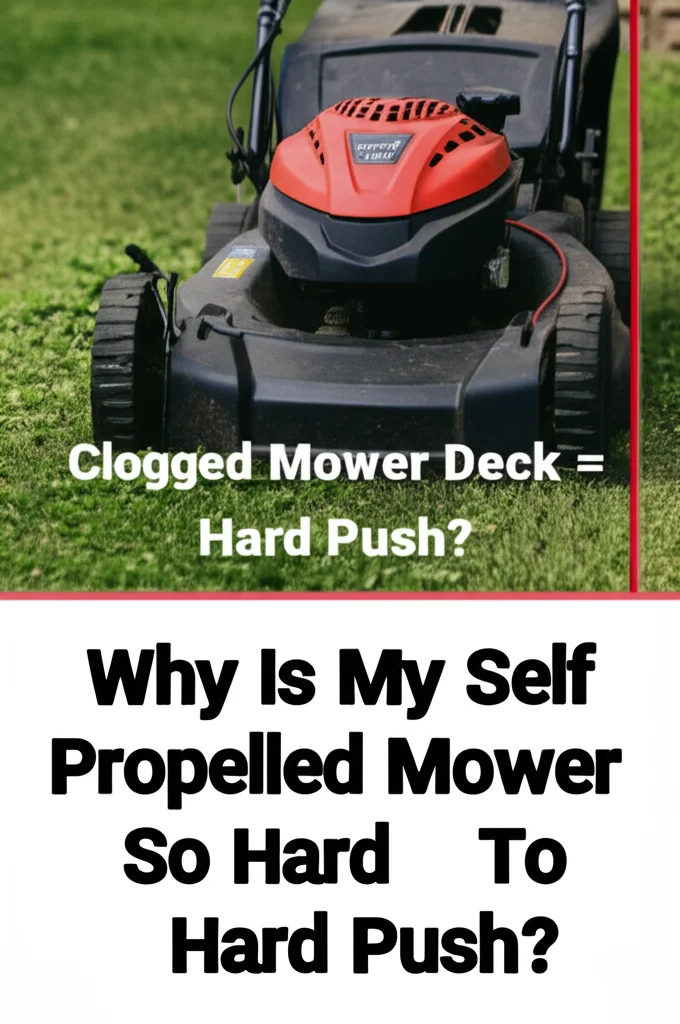 Clogged Mower Deck =
Hard Push?
Why Is My Self
Propelled Mower
So Hard To
Hard Push?